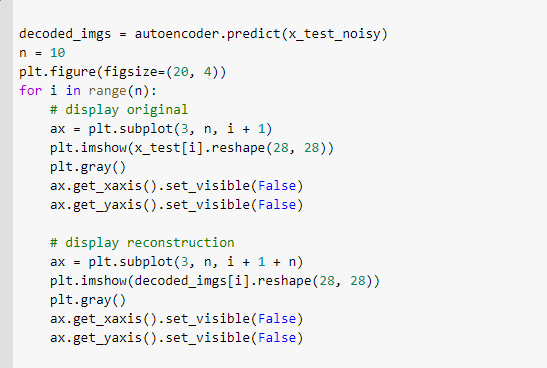 decoded_imgs = autoencoder.predict(x_test_noisy)
n = 10
plt.figure(figsize=(20, 4))
for i in range(n):
    # display original
    ax = plt.subplot(3, n, i + 1)
    plt.imshow(x_test[i].reshape(28, 28))
    plt.gray()
    ax.get_xaxis().set_visible(False)
    ax.get_yaxis().set_visible(False)

    # display reconstruction
    ax = plt.subplot(3, n, i + 1 + n)
    plt.imshow(decoded_imgs[i].reshape(28, 28))
    plt.gray()
    ax.get_xaxis().set_visible(False)
    ax.get_yaxis().set_visible(False)